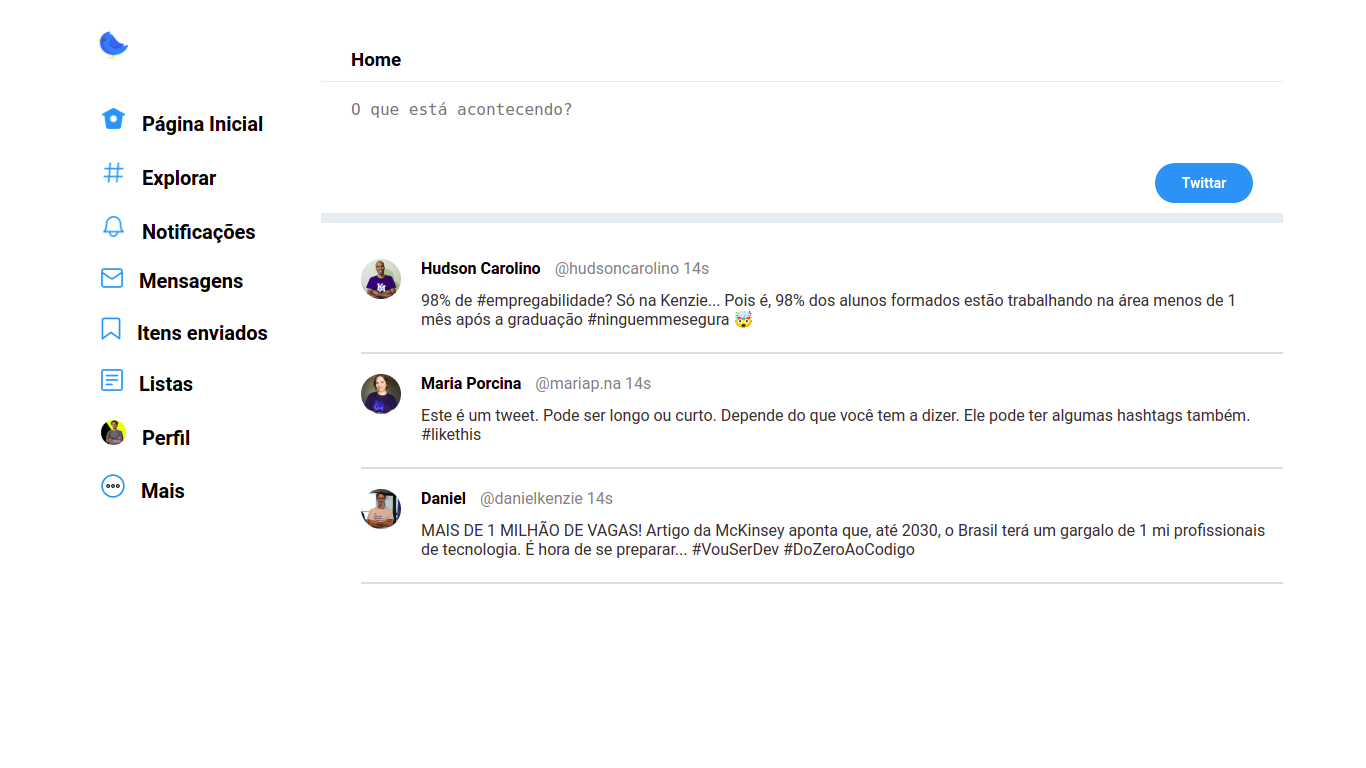 Home
O que está acontecendo?
Twittar
Página Inicial
Explorar
Notificações
Mensagens
Itens enviados
Listas
Perfil
Mais
Hudson Carolino @hudsoncarolino 14s
98% de #empregabilidade? Só na Kenzie... Pois é, 98% dos alunos formados estão trabalhando na área menos de 1
mês após a graduação #ninguemmesegura 🤯
Maria Porcina @mariap.na 14s
Este é um tweet. Pode ser longo ou curto. Depende do que você tem a dizer. Ele pode ter algumas hashtags também.
#likethis
Daniel @danielkenzie 14s
MAIS DE 1 MILHÃO DE VAGAS! Artigo da McKinsey aponta que, até 2030, o Brasil terá um gargalo de 1 mi profissionais
de tecnologia. É hora de se preparar... #VouSerDev #DoZeroAoCodigo